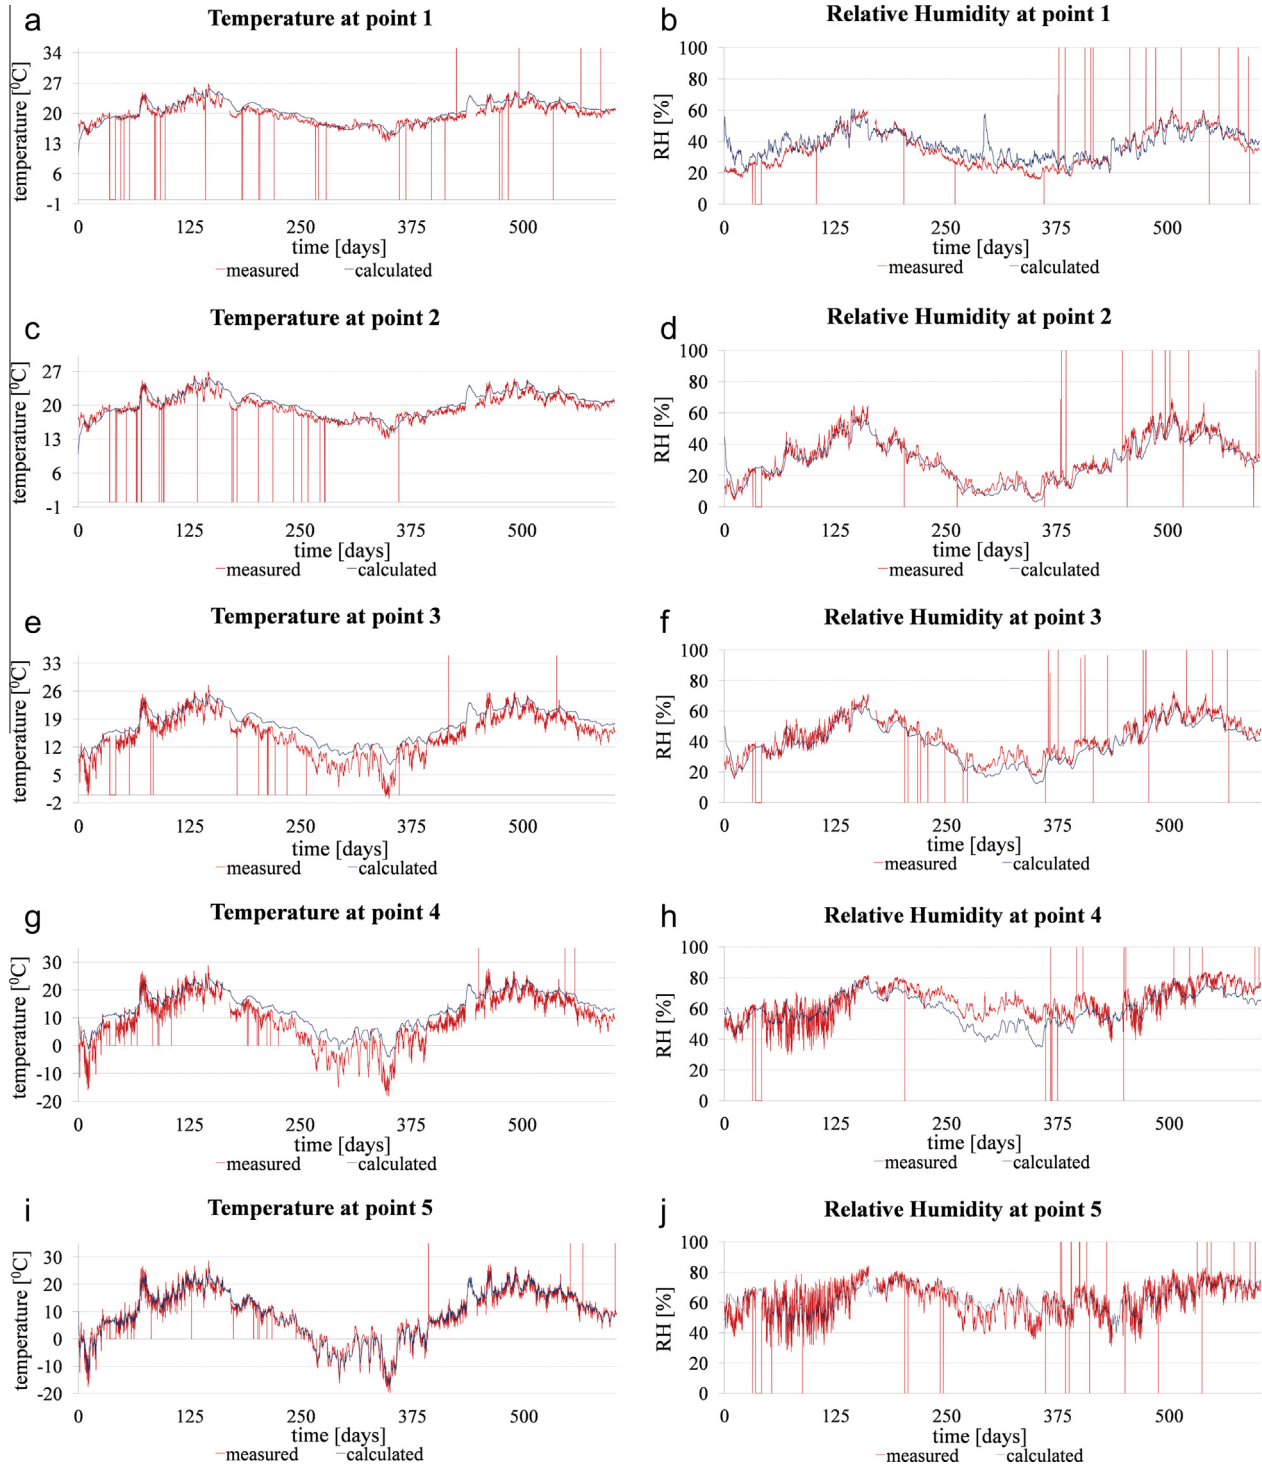 a Temperature at point 1
temperature [⁰C]
34
27
20
13
6
-1
0 125 250 375 500
time [days]
measured calculated
b Relative Humidity at point 1
RH [%]
100
80
60
40
20
0
0 125 250 375 500
time [days]
measured calculated
c Temperature at point 2
temperature [⁰C]
27
20
13
6
-1
0 125 250 375 500
time [days]
measured calculated
d Relative Humidity at point 2
RH [%]
100
80
60
40
20
0
0 125 250 375 500
time [days]
measured calculated
e Temperature at point 3
temperature [⁰C]
33
26
19
12
5
-2
0 125 250 375 500
time [days]
measured calculated
f Relative Humidity at point 3
RH [%]
100
80
60
40
20
0
0 125 250 375 500
time [days]
measured calculated
g Temperature at point 4
temperature [⁰C]
30
20
10
0
-10
-20
0 125 250 375 500
time [days]
measured calculated
h Relative Humidity at point 4
RH [%]
100
80
60
40
20
0
0 125 250 375 500
time [days]
measured calculated
i Temperature at point 5
temperature [⁰C]
30
20
10
0
-10
-20
0 125 250 375 500
time [days]
measured calculated
j Relative Humidity at point 5
RH [%]
100
80
60
40
20
0
0 125 250 375 500
time [days]
measured calculated